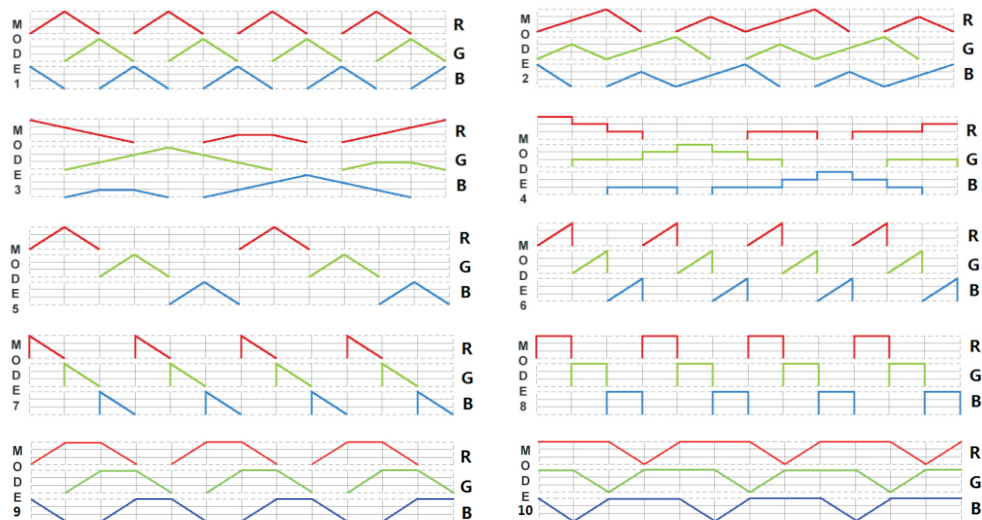 MODE 1 R G B
MODE 2 R G B
MODE 3 R G B
MODE 4 R G B
MODE 5 R G B
MODE 6 R G B
MODE 7 R G B
MODE 8 R G B
MODE 9 R G B
MODE 10 R G B